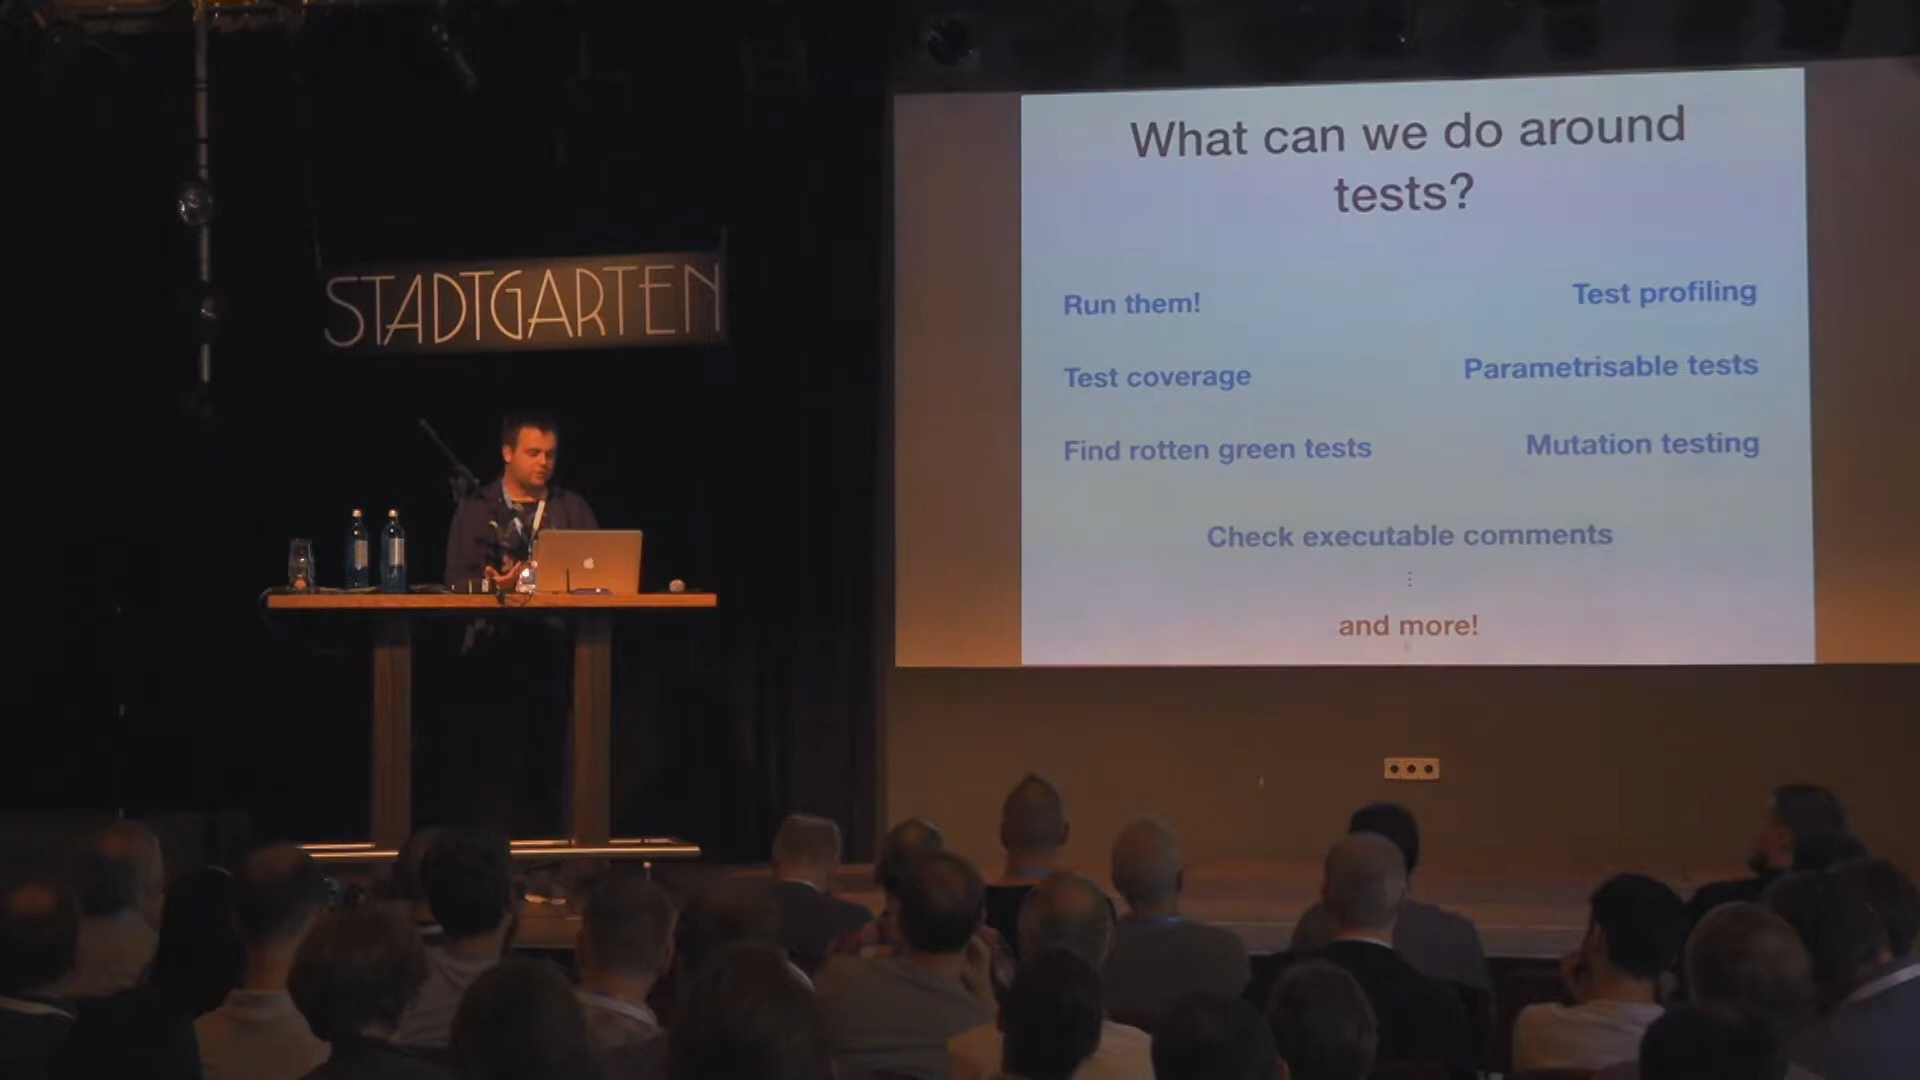 STADTGARTEN
What can we do around
tests?
Run them!
Test profiling
Test coverage
Parametrisable tests
Find rotten green tests
Mutation testing
Check executable comments
⋮
and more!